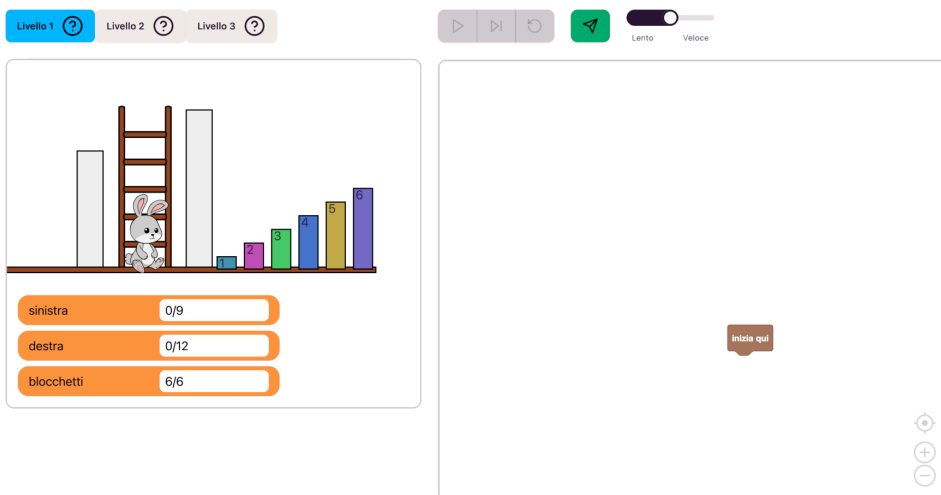 Livello 1 ?
Livello 2 ?
Livello 3 ?
Lento
Veloce
1
2
3
4
5
6
sinistra 0/9
destra 0/12
blocchetti 6/6
inizia qui